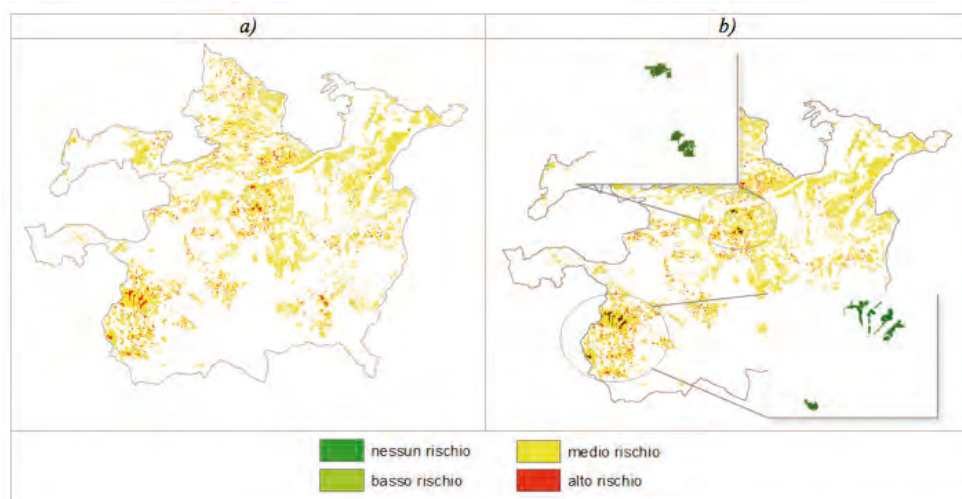 a)
b)
nessun rischio
medio rischio
basso rischio
alto rischio